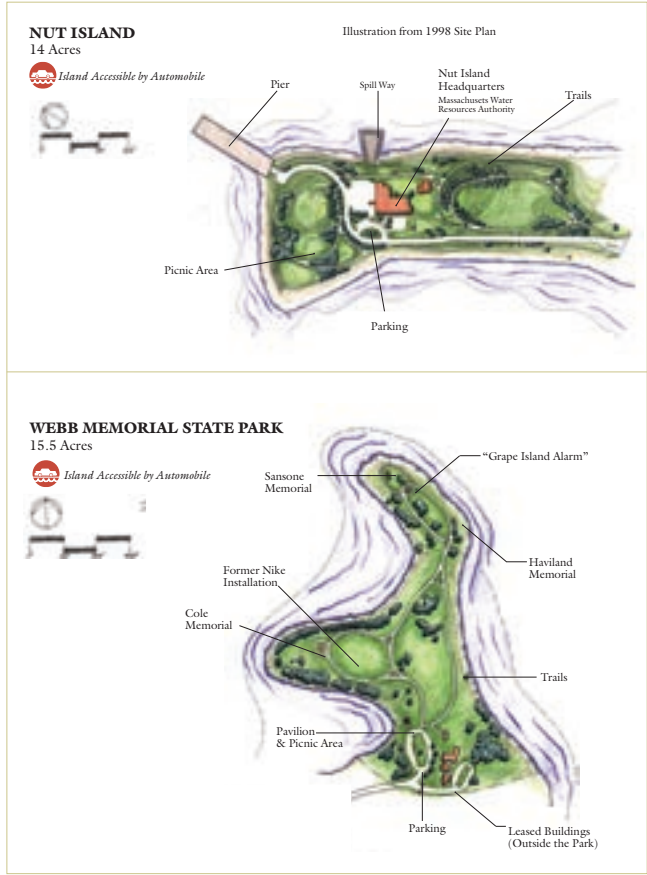 NUT ISLAND
14 Acres
Island Accessible by Automobile
Illustration from 1998 Site Plan
Pier
Spill Way
Nut Island
Headquarters
Massachusets Water
Resources Authority
Trails
Picnic Area
Parking
WEBB MEMORIAL STATE PARK
15.5 Acres
Island Accessible by Automobile
Sansone
Memorial
"Grape Island Alarm"
Haviland
Memorial
Former Nike
Installation
Cole
Memorial
Trails
Pavilion
& Picnic Area
Parking
Leased Buildings
(Outside the Park)